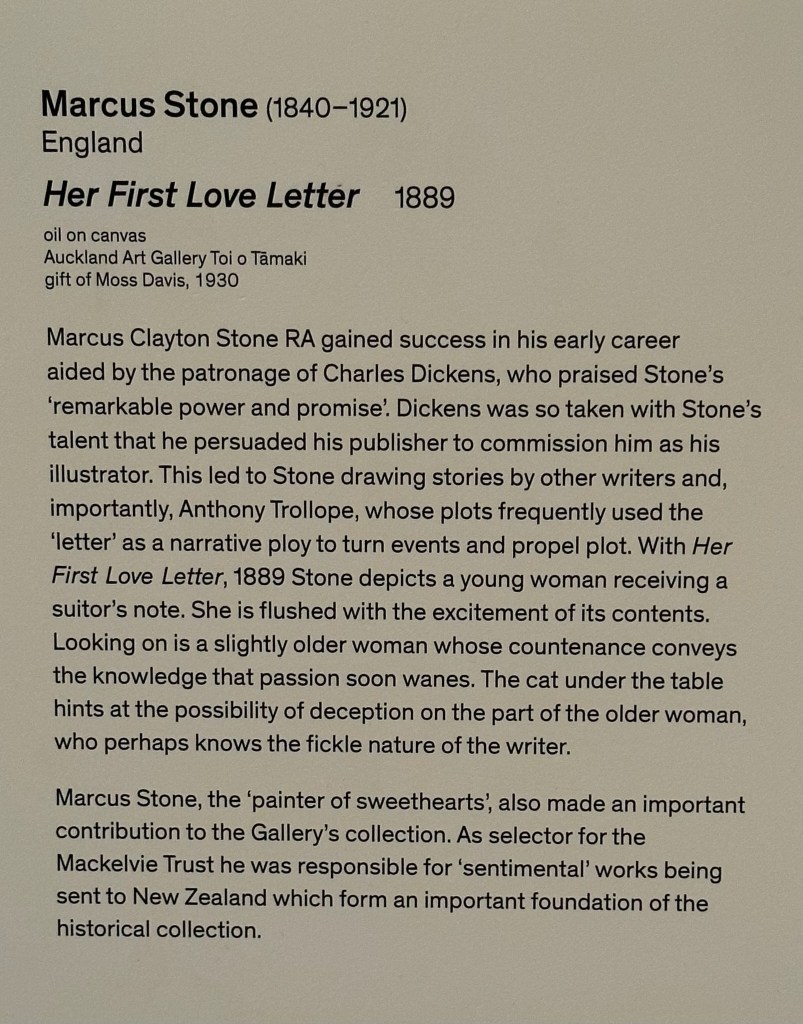 Marcus Stone (1840–1921)
England
Her First Love Letter 1889
oil on canvas
Auckland Art Gallery Toi o Tāmaki
gift of Moss Davis, 1930
Marcus Clayton Stone RA gained success in his early career
aided by the patronage of Charles Dickens, who praised Stone’s
‘remarkable power and promise’. Dickens was so taken with Stone’s
talent that he persuaded his publisher to commission him as his
illustrator. This led to Stone drawing stories by other writers and,
importantly, Anthony Trollope, whose plots frequently used the
‘letter’ as a narrative ploy to turn events and propel plot. With Her
First Love Letter, 1889 Stone depicts a young woman receiving a
suitor’s note. She is flushed with the excitement of its contents.
Looking on is a slightly older woman whose countenance conveys
the knowledge that passion soon wanes. The cat under the table
hints at the possibility of deception on the part of the older woman,
who perhaps knows the fickle nature of the writer.
Marcus Stone, the ‘painter of sweethearts’, also made an important
contribution to the Gallery’s collection. As selector for the
Mackelvie Trust he was responsible for ‘sentimental’ works being
sent to New Zealand which form an important foundation of the
historical collection.